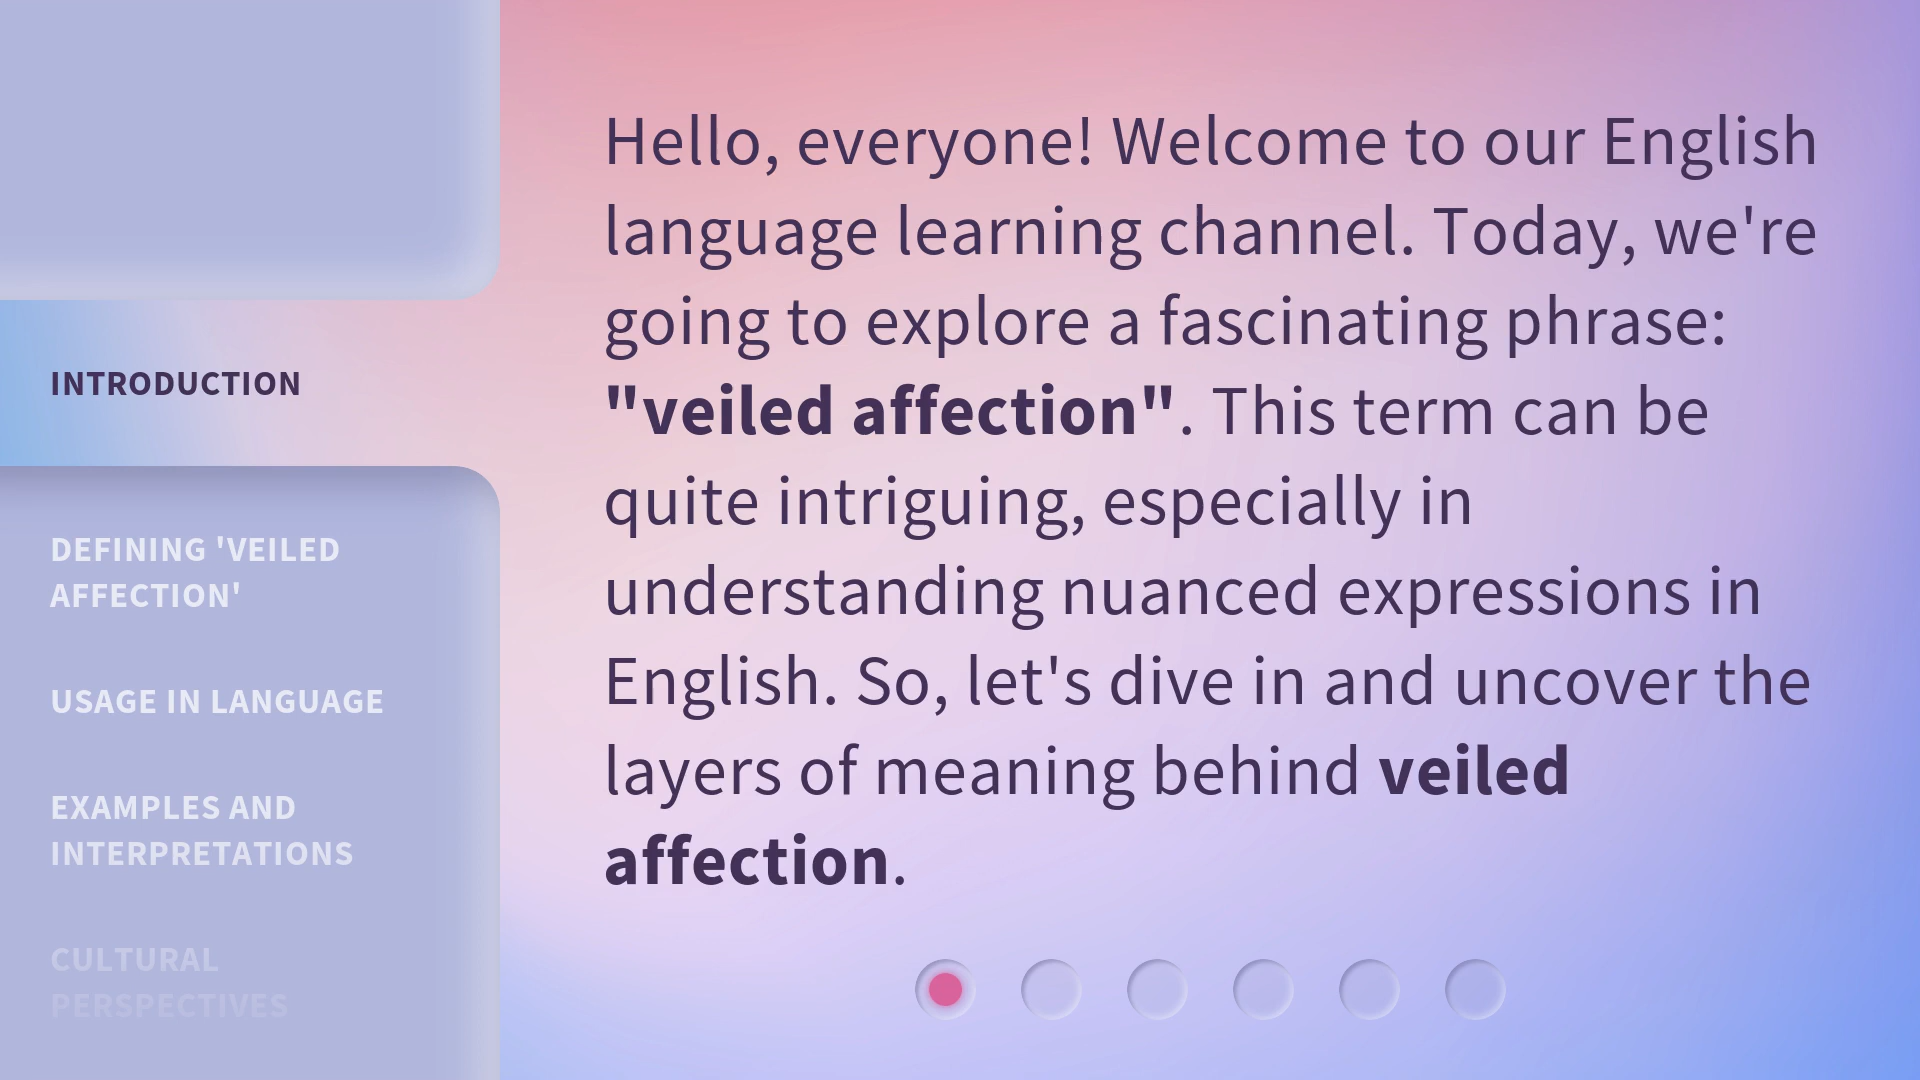 INTRODUCTION
DEFINING 'VEILED
AFFECTION'
USAGE IN LANGUAGE
EXAMPLES AND
INTERPRETATIONS
CULTURAL
PERSPECTIVES
Hello, everyone! Welcome to our English
language learning channel. Today, we're
going to explore a fascinating phrase:
"veiled affection". This term can be
quite intriguing, especially in
understanding nuanced expressions in
English. So, let's dive in and uncover the
layers of meaning behind veiled
affection.